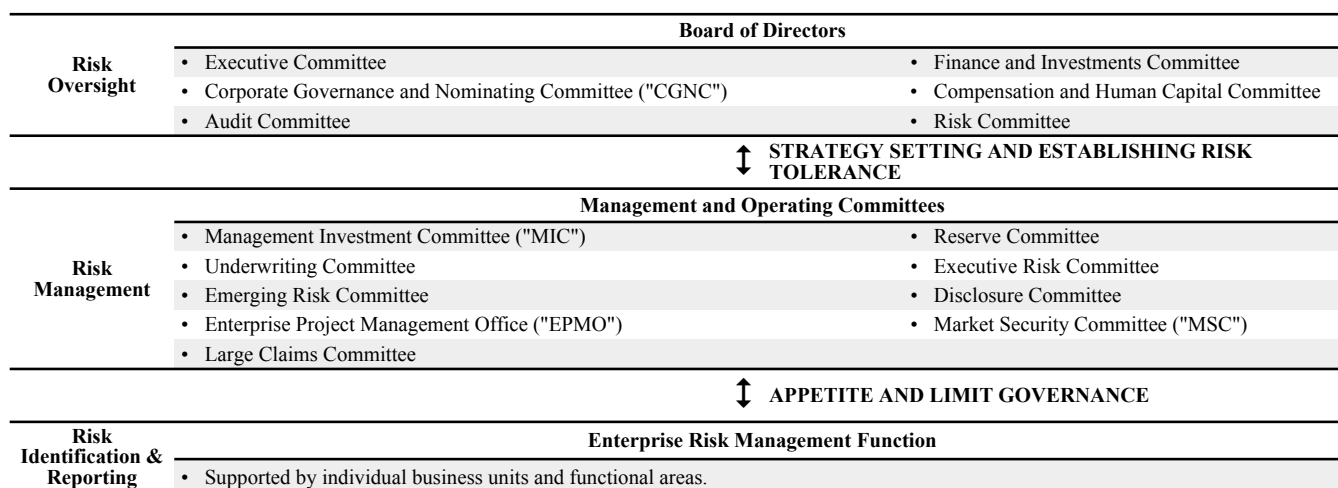 Board of Directors
Risk
Oversight
• Executive Committee
• Finance and Investments Committee
• Corporate Governance and Nominating Committee ("CGNC")
• Compensation and Human Capital Committee
• Audit Committee
• Risk Committee
↕ STRATEGY SETTING AND ESTABLISHING RISK
TOLERANCE
Management and Operating Committees
Risk
Management
• Management Investment Committee ("MIC")
• Reserve Committee
• Underwriting Committee
• Executive Risk Committee
• Emerging Risk Committee
• Disclosure Committee
• Enterprise Project Management Office ("EPMO")
• Market Security Committee ("MSC")
• Large Claims Committee
↕ APPETITE AND LIMIT GOVERNANCE
Risk
Identification &
Reporting
Enterprise Risk Management Function
• Supported by individual business units and functional areas.